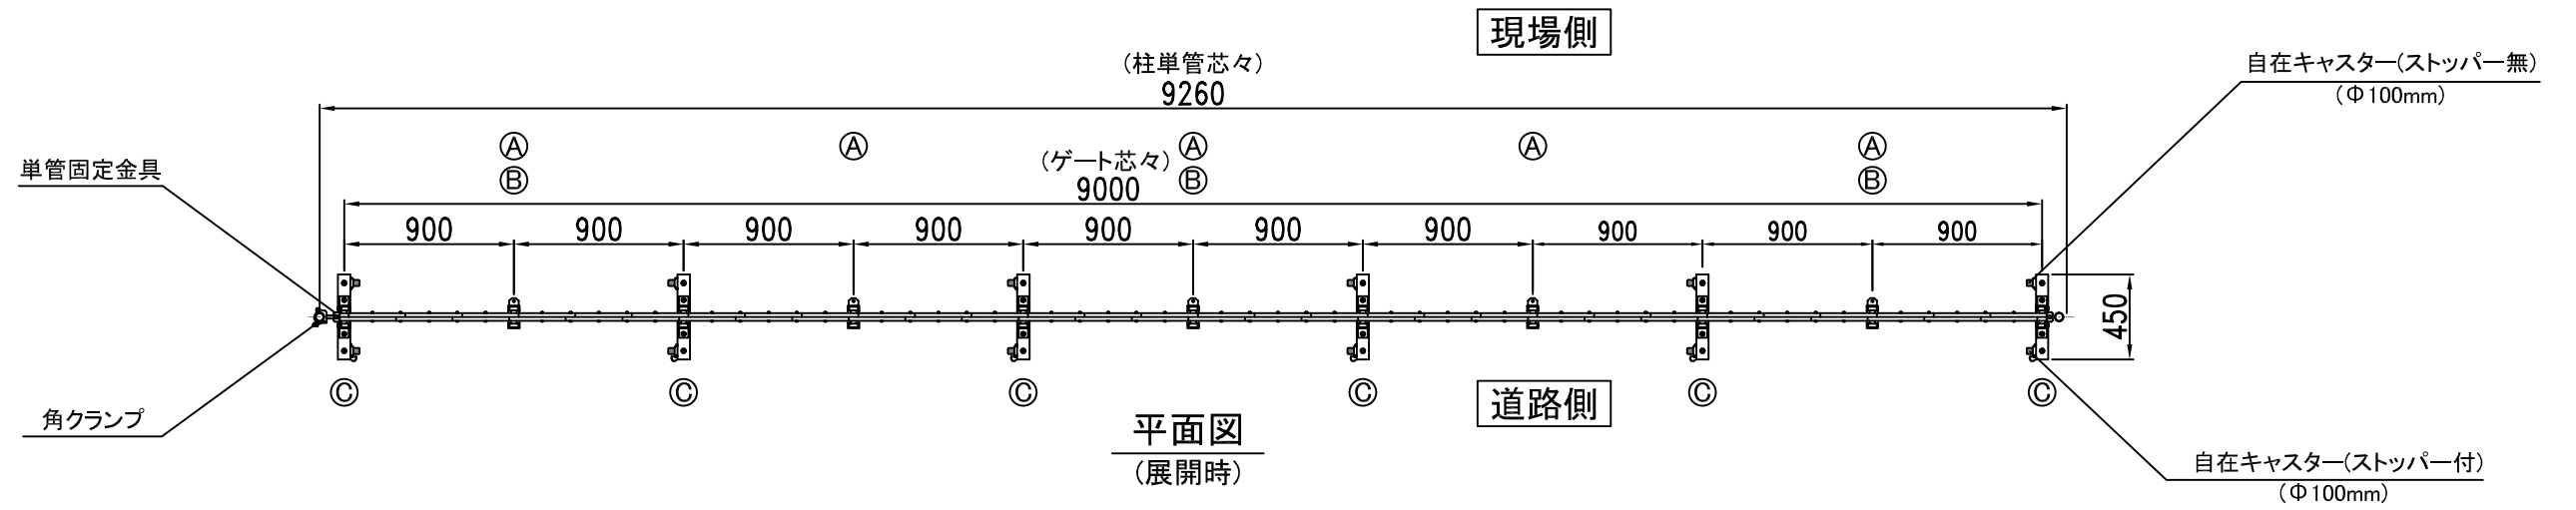 現場側
(柱単管芯々)
9260
自在キャスター(ストッパー無)
(Φ100mm)
Ⓐ Ⓐ Ⓐ Ⓐ Ⓐ
単管固定金具
(ゲート芯々)
Ⓑ Ⓑ Ⓑ
9000
900 900 900 900 900 900 900 900 900 900
450
Ⓒ Ⓒ Ⓒ Ⓒ Ⓒ Ⓒ
角クランプ
道路側
平面図
(展開時)
自在キャスター(ストッパー付)
(Φ100mm)